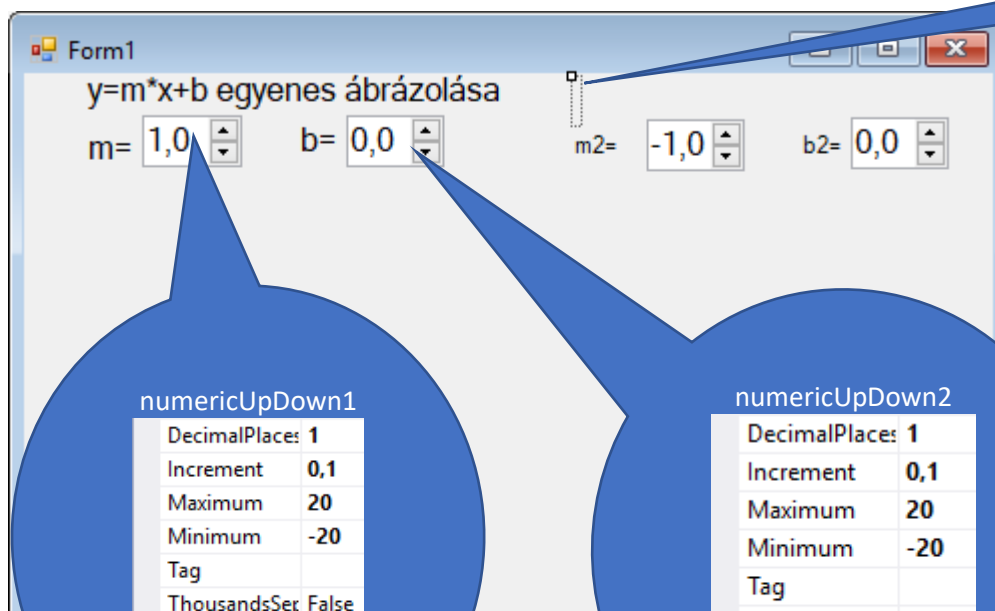 Form1
y=m*x+b egyenes ábrázolása
m= 1,0 b= 0,0 m2= -1,0 b2= 0,0
numericUpDown1
DecimalPlaces 1
Increment 0,1
Maximum 20
Minimum -20
Tag
ThousandsSep False
numericUpDown2
DecimalPlaces 1
Increment 0,1
Maximum 20
Minimum -20
Tag